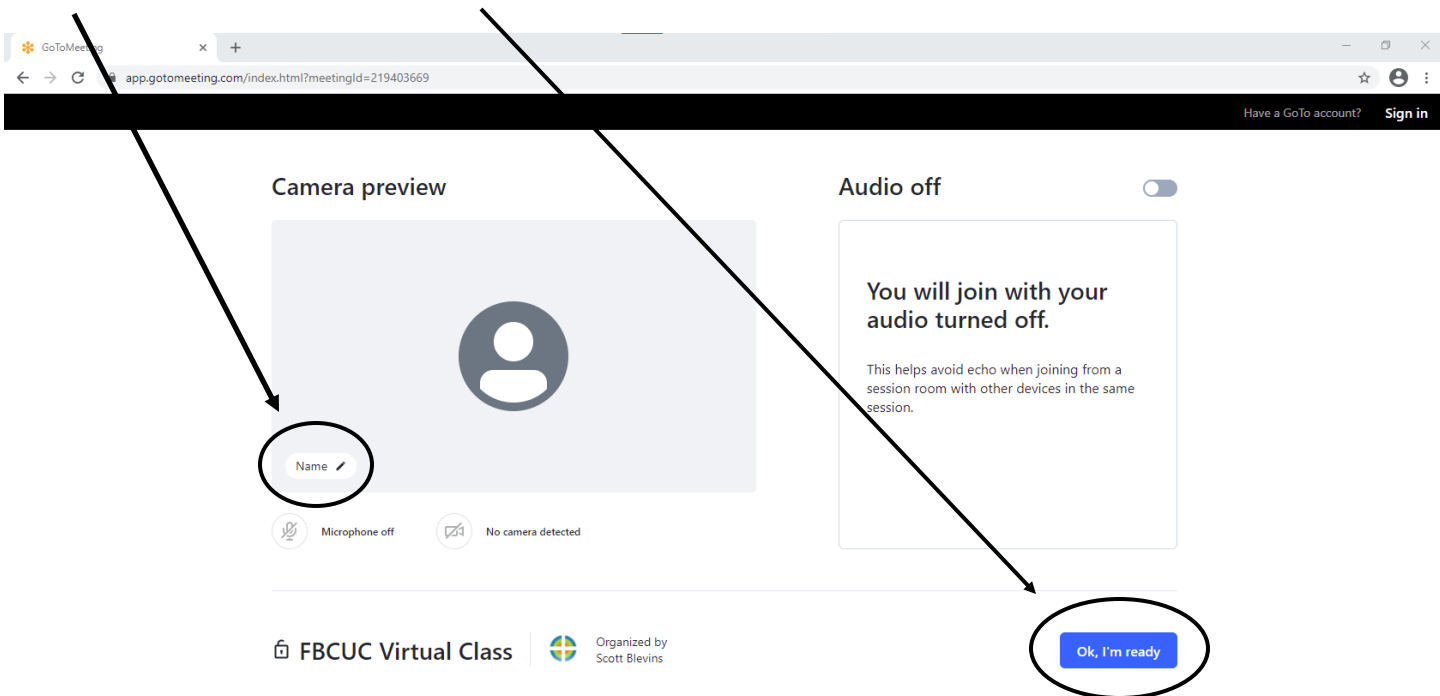 GoToMeeting
app.gotomeeting.com/index.html?meetingId=219403669
Have a GoTo account? Sign in
Camera preview
Audio off
You will join with your
audio turned off.
This helps avoid echo when joining from a
session room with other devices in the same
session.
Name
Microphone off
No camera detected
FBCUC Virtual Class
Organized by
Scott Blevins
Ok, I'm ready